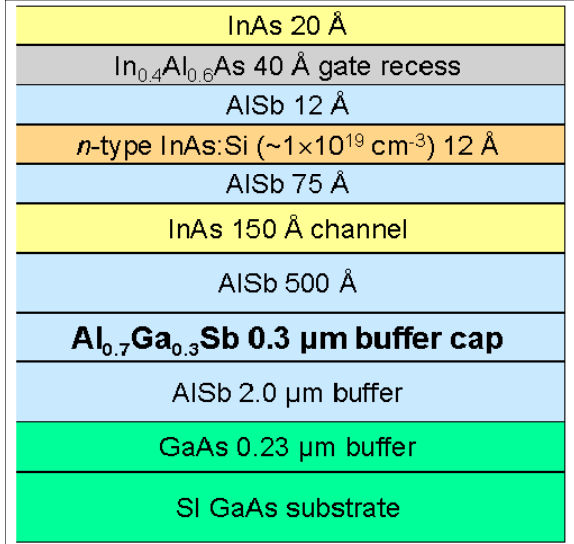 InAs 20 Å
In₀.₄Al₀.₆As 40 Å gate recess
AlSb 12 Å
n-type InAs:Si (~1×10¹⁹ cm⁻³) 12 Å
AlSb 75 Å
InAs 150 Å channel
AlSb 500 Å
Al₀.₇Ga₀.₃Sb 0.3 µm buffer cap
AlSb 2.0 µm buffer
GaAs 0.23 µm buffer
SI GaAs substrate